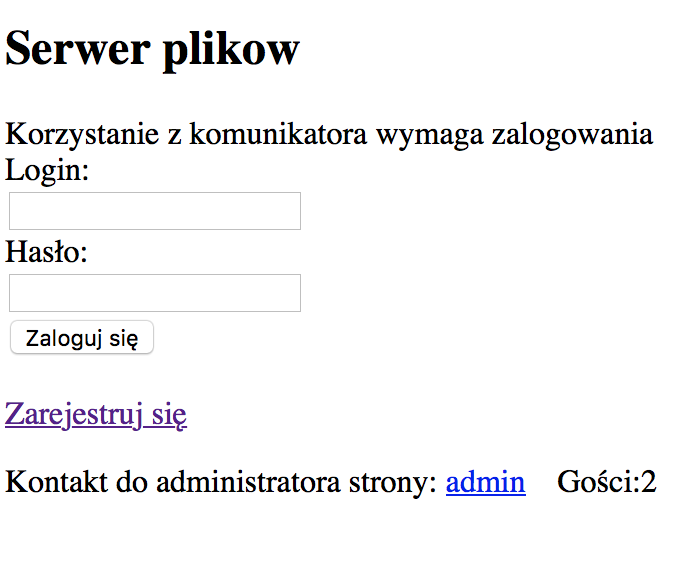 Serwer plikow
Korzystanie z komunikatora wymaga zalogowania
Login:
Hasło:
Zaloguj się
Zarejestruj się
Kontakt do administratora strony: admin Gości:2